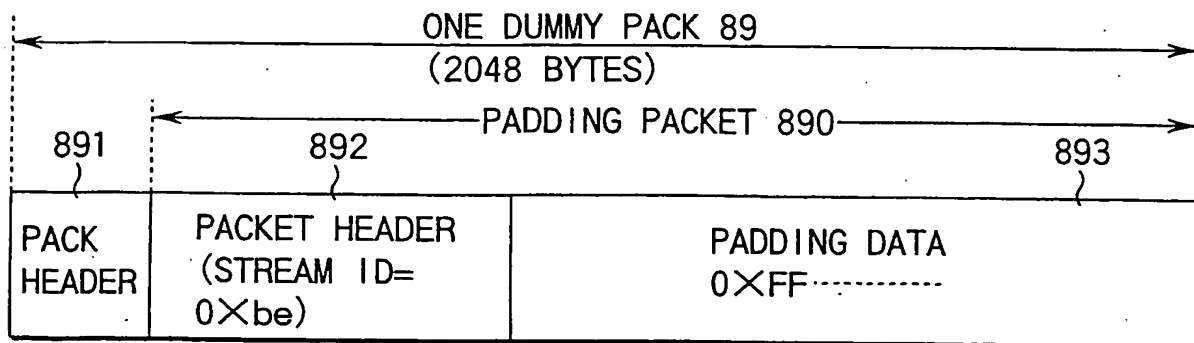 ONE DUMMY PACK 89
(2048 BYTES)
PADDING PACKET 890
891
892
893
PACK
HEADER
PACKET HEADER
(STREAM ID=
0×be)
PADDING DATA
0×FF------------